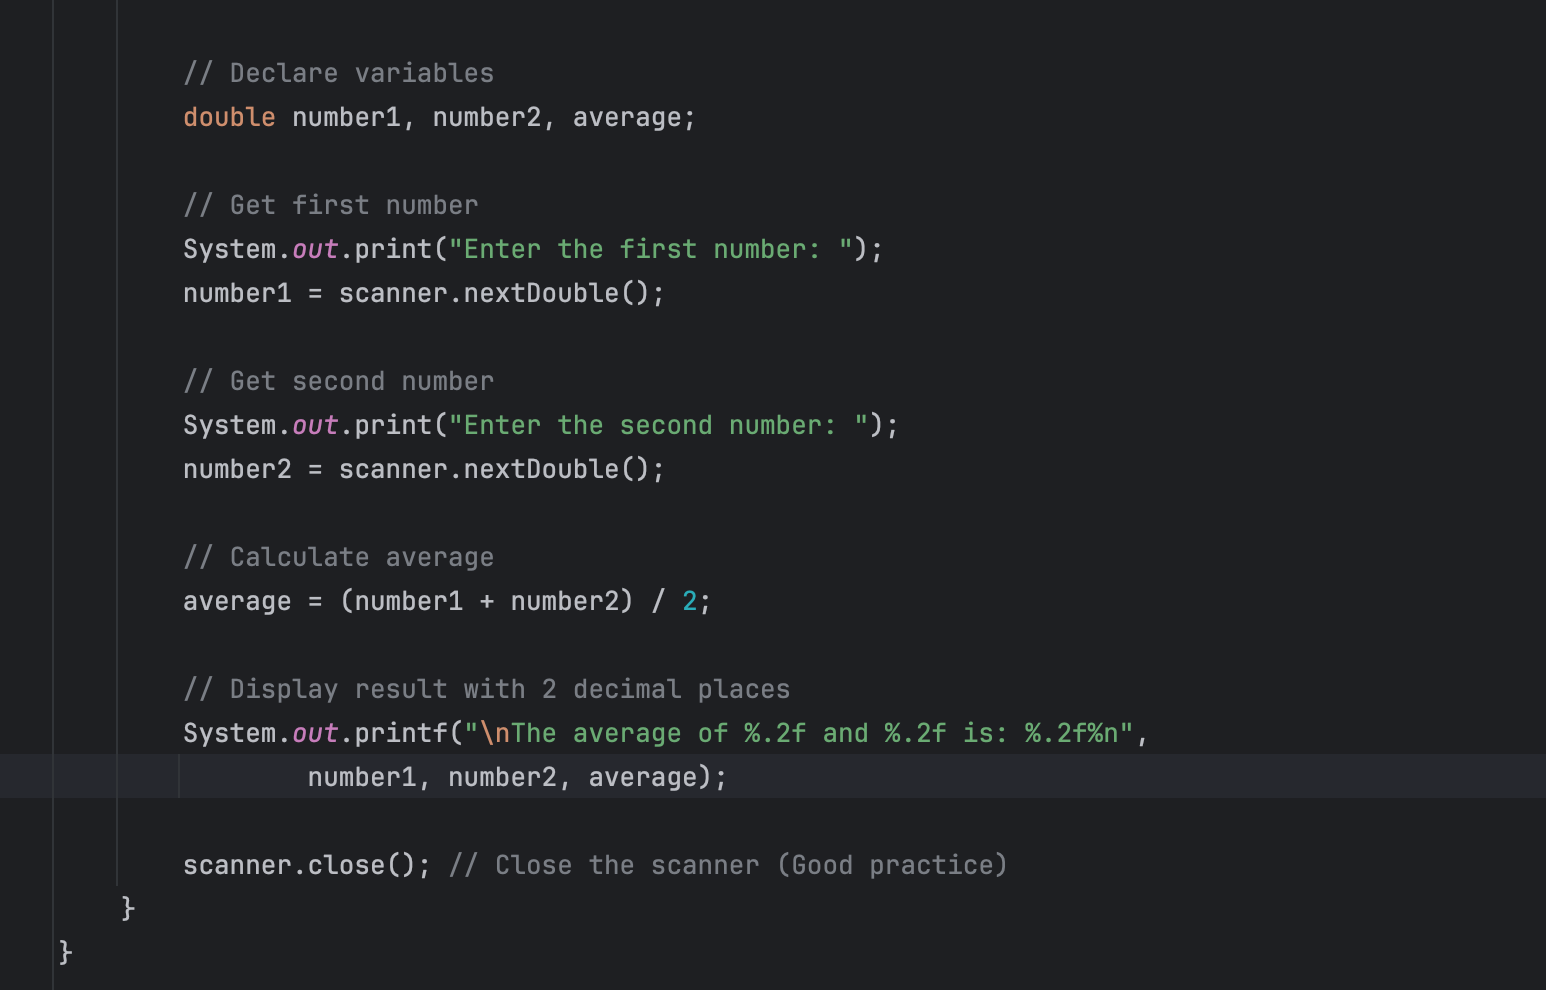 // Declare variables
double number1, number2, average;
// Get first number
System.out.print("Enter the first number: ");
number1 = scanner.nextDouble();
// Get second number
System.out.print("Enter the second number: ");
number2 = scanner.nextDouble();
// Calculate average
average = (number1 + number2) / 2;
// Display result with 2 decimal places
System.out.printf("\nThe average of %.2f and %.2f is: %.2f%n",
number1, number2, average);
scanner.close(); // Close the scanner (Good practice)
}
}